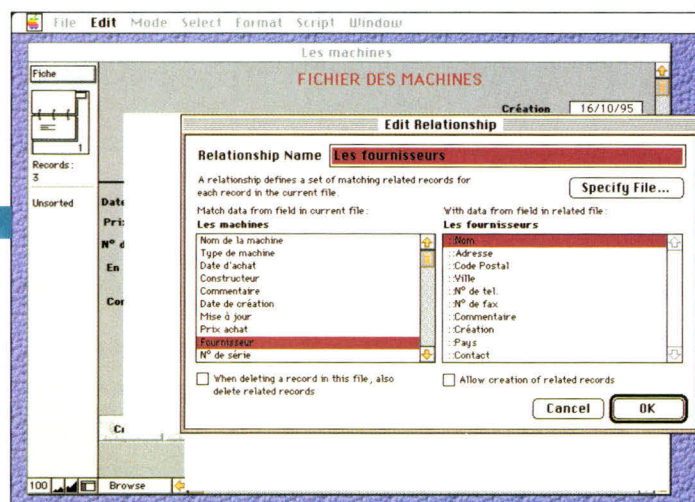 File Edit Mode Select Format Script Window
Les machines
Fiche
FICHIER DES MACHINES
Création 16/10/95
1
Records:
3
Unsorted
Edit Relationship
Relationship Name Les fournisseurs
A relationship defines a set of matching related records for
each record in the current file.
Specify File...
Match data from field in current file:
Les machines
Nom de la machine
Type de machine
Date d'achat
Constructeur
Commentaire
Date de création
Mise à jour
Prix achat
Fournisseur
N° de série
With data from field in related file:
Les fournisseurs
::Nom
::Adresse
::Code Postal
::Ville
::N° de tel.
::N° de fax
::Commentaire
::Création
::Pays
::Contact
When deleting a record in this file, also
delete related records
Allow creation of related records
Cancel OK
Date
En
100 Browse